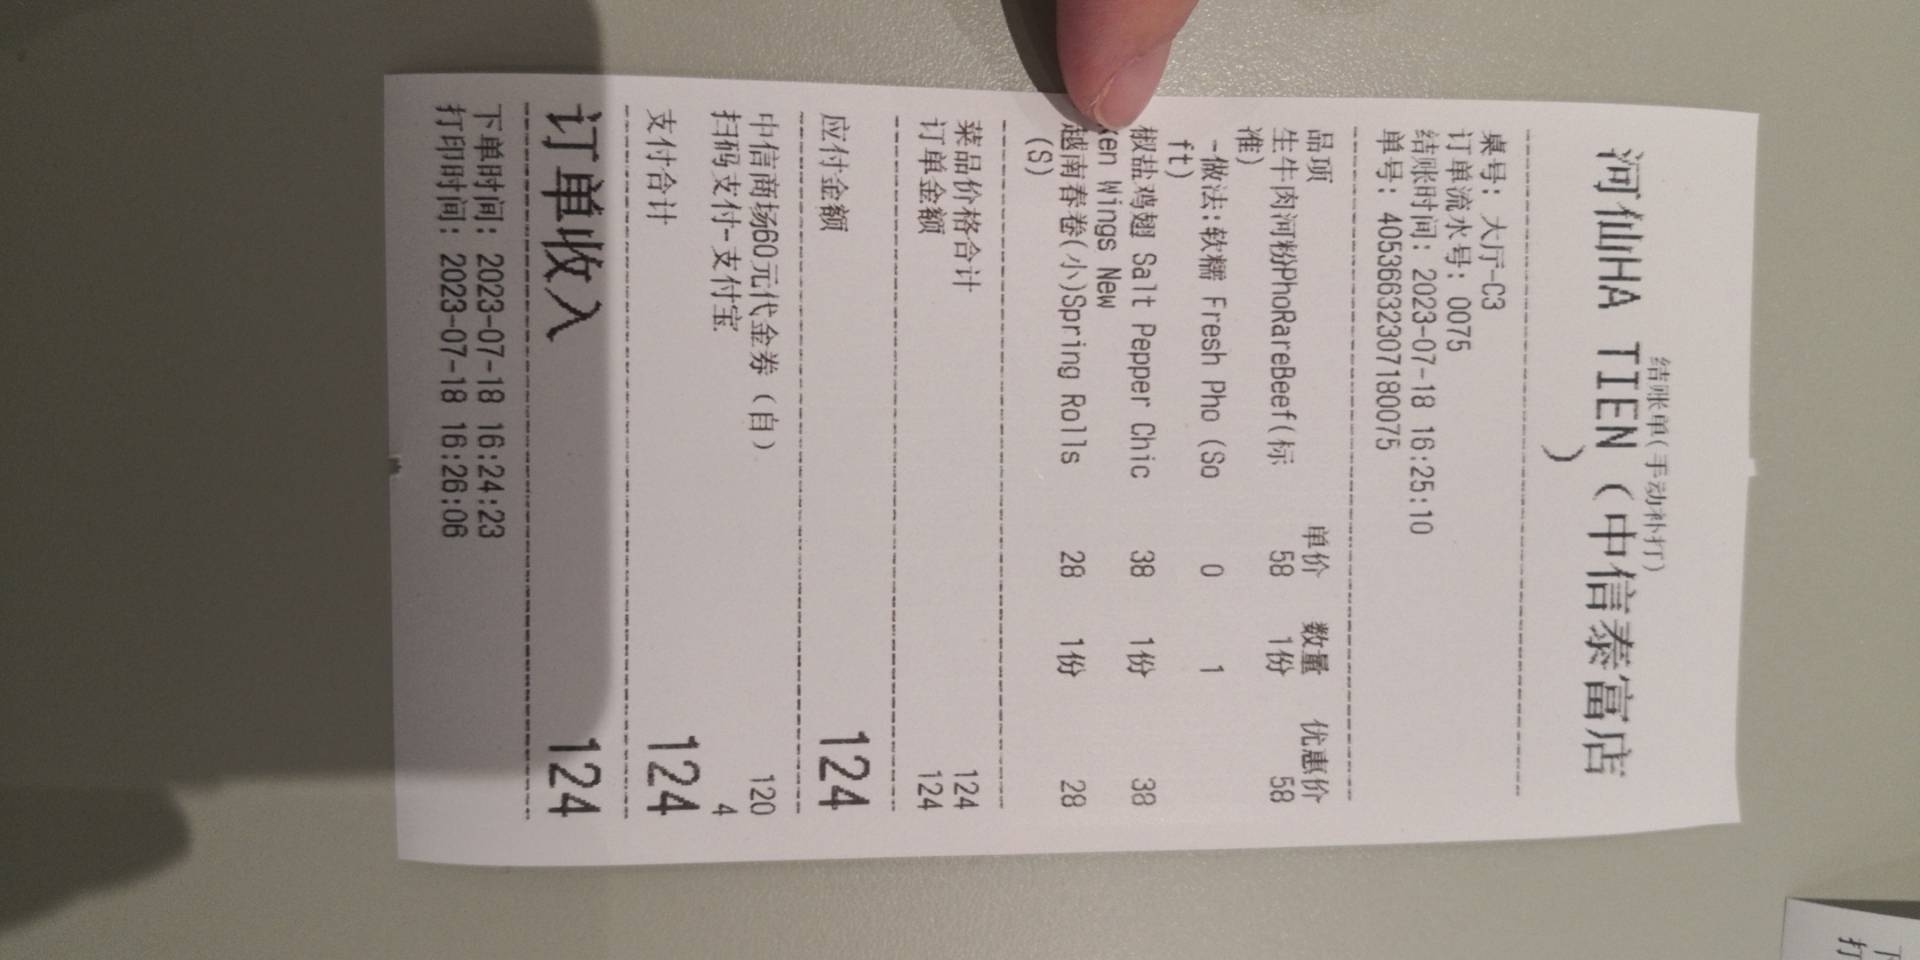 结账单(手动补打)
河仙HA TIEN（中信泰富店
）
桌号: 大厅-C3
订单流水号: 0075
结账时间: 2023-07-18 16:25:10
单号: 40536632307180075
品项 单价 数量 优惠价
生牛肉河粉PhoRareBeef(标 58 1份 58
准)
-做法:软糯 Fresh Pho (So 0 1
ft)
椒盐鸡翅 Salt Pepper Chic 38 1份 38
ken Wings New
越南春卷(小)Spring Rolls 28 1份 28
(S)
菜品价格合计 124
订单金额 124
应付金额 124
中信商场60元代金券（自） 120
扫码支付-支付宝 4
支付合计 124
订单收入 124
下单时间: 2023-07-18 16:24:23
打印时间: 2023-07-18 16:26:06
下
打